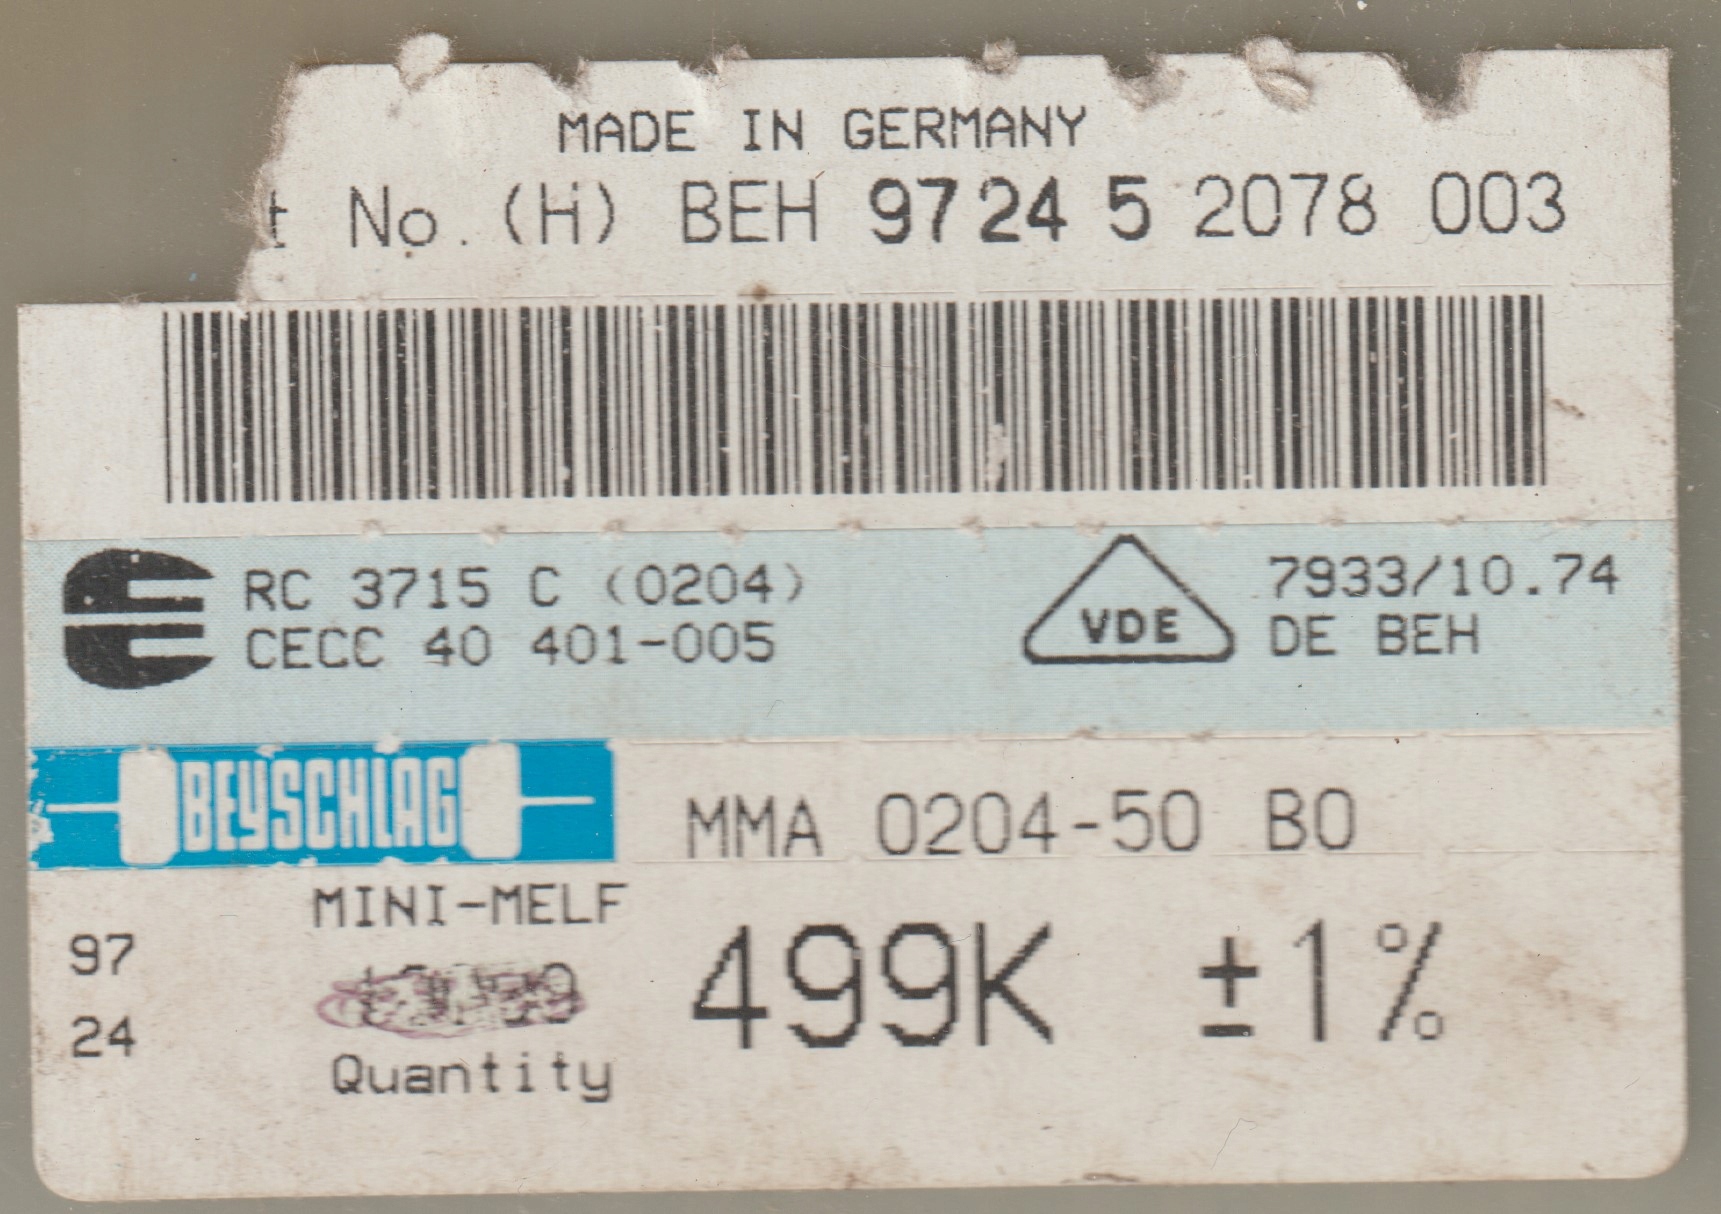 MADE IN GERMANY
t No. (H) BEH 97 24 5 2078 003
RC 3715 C (0204)
CECC 40 401-005
VDE
7933/10.74
DE BEH
BEYSCHLAG
MMA 0204-50 B0
MINI-MELF
499K ±1%
97
24
Quantity